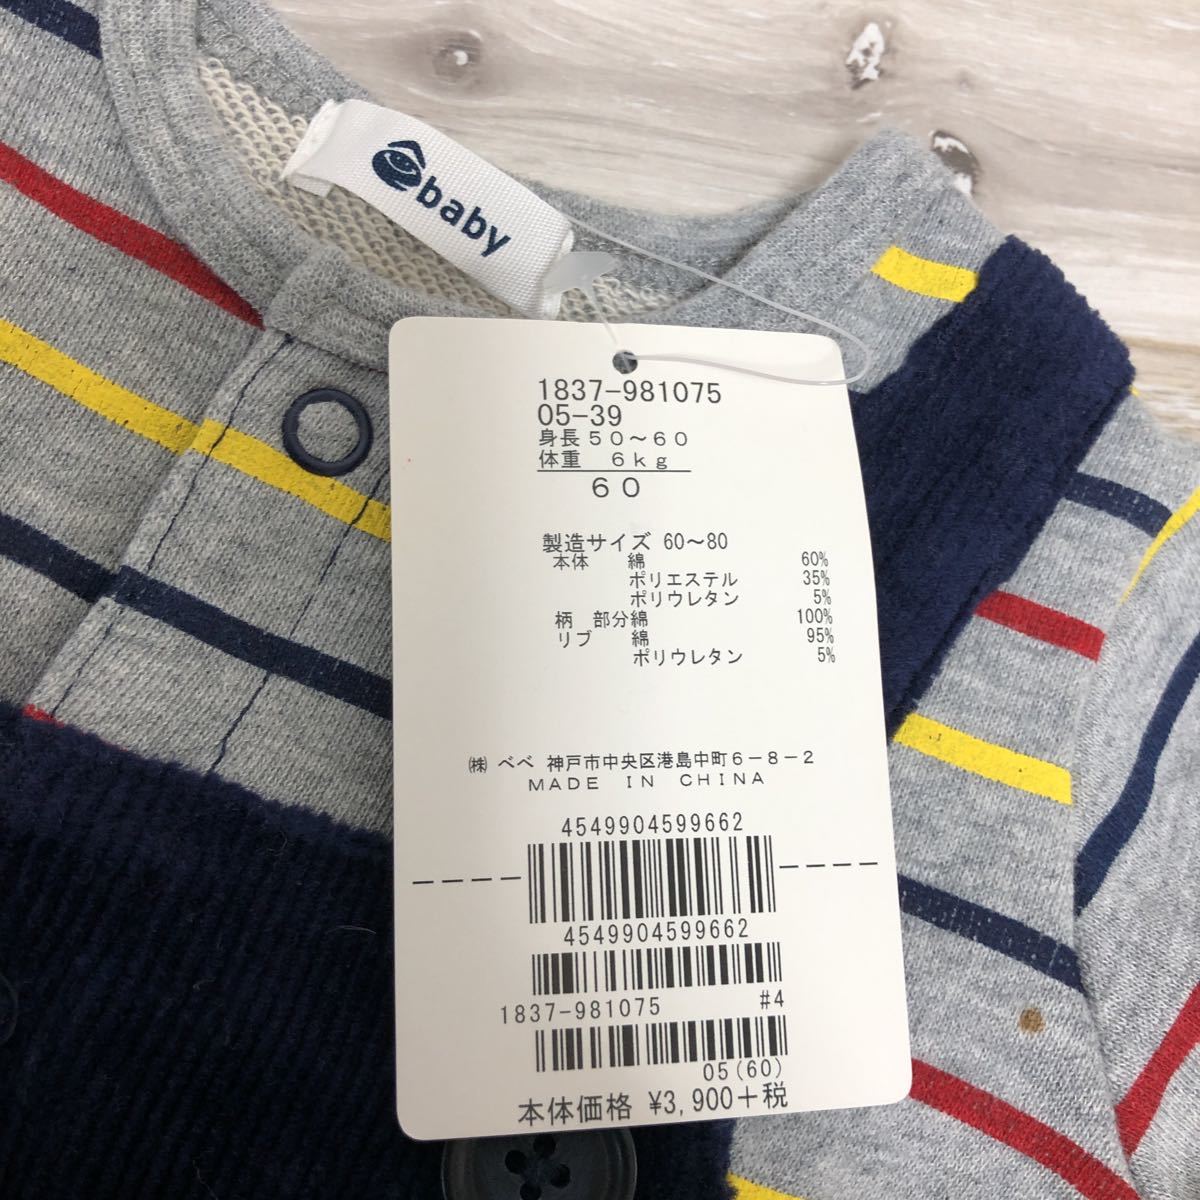 baby
1837-981075
05-39
身長50～60
体重 6kg
60
製造サイズ 60～80
本体 綿 60%
ポリエステル 35%
ポリウレタン 5%
柄 部分綿 100%
リブ 綿 95%
ポリウレタン 5%
㈱ べべ 神戸市中央区港島中町6－8－2
MADE IN CHINA
4549904599662
4549904599662
1837-981075 #4
05(60)
本体価格 ¥3,900+税